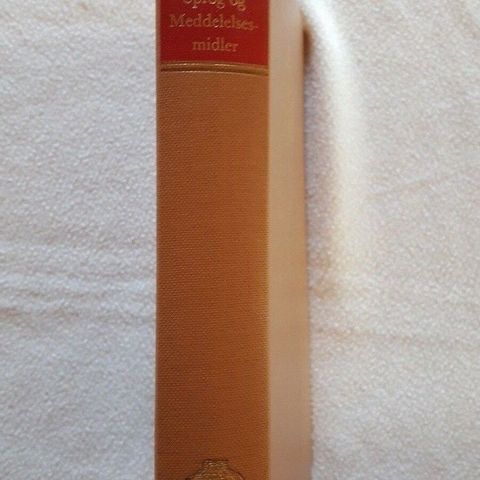 Sprog og
Meddelelses-
midler